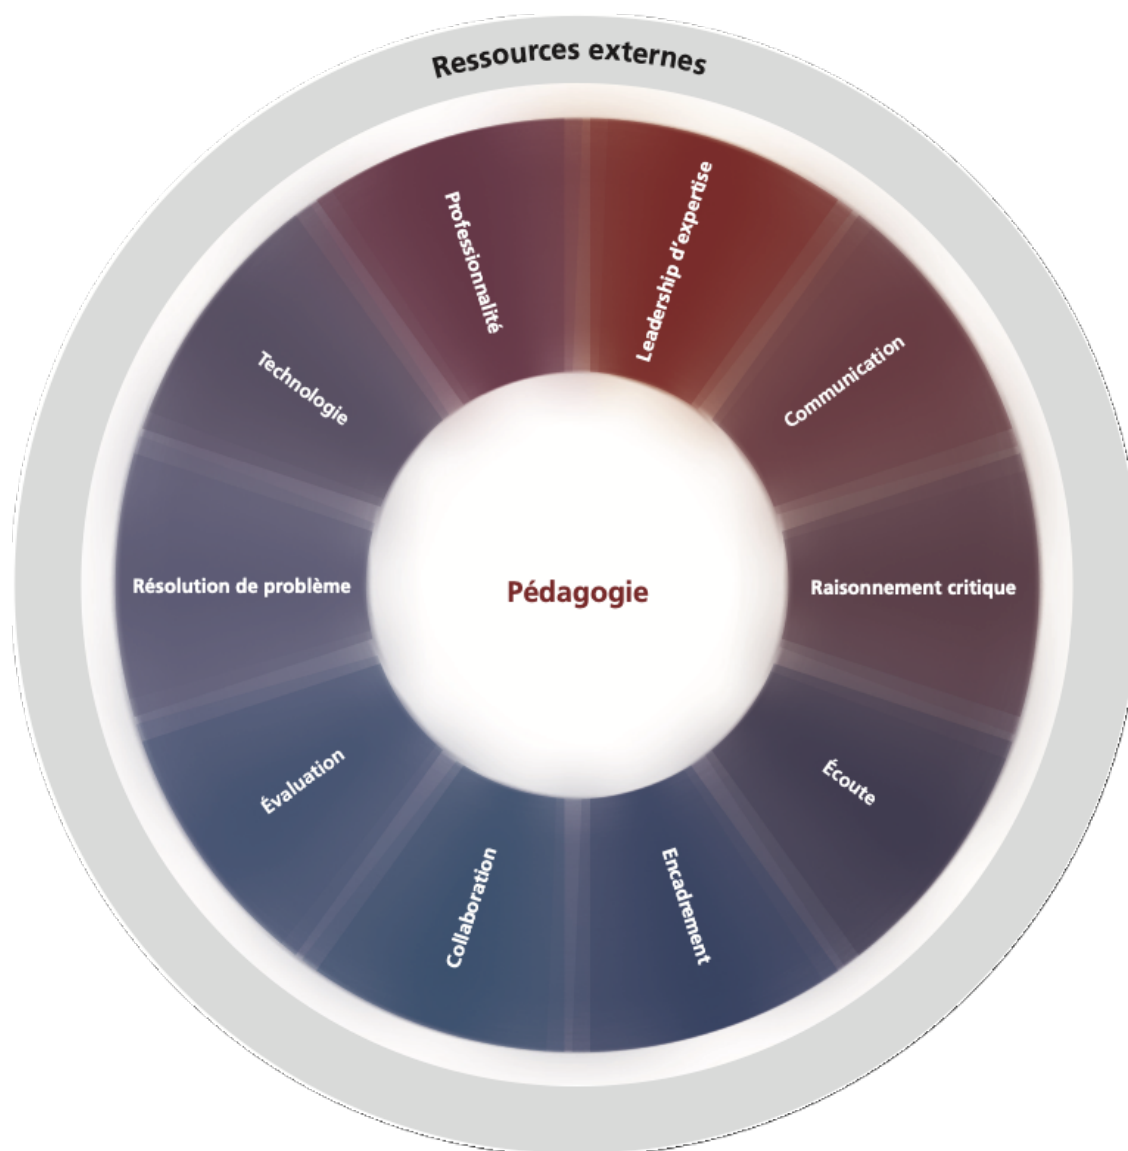 Ressources externes
Leadership d'expertise
Communication
Raisonnement critique
Écoute
Encadrement
Collaboration
Évaluation
Résolution de problème
Technologie
Professionnalité
Pédagogie